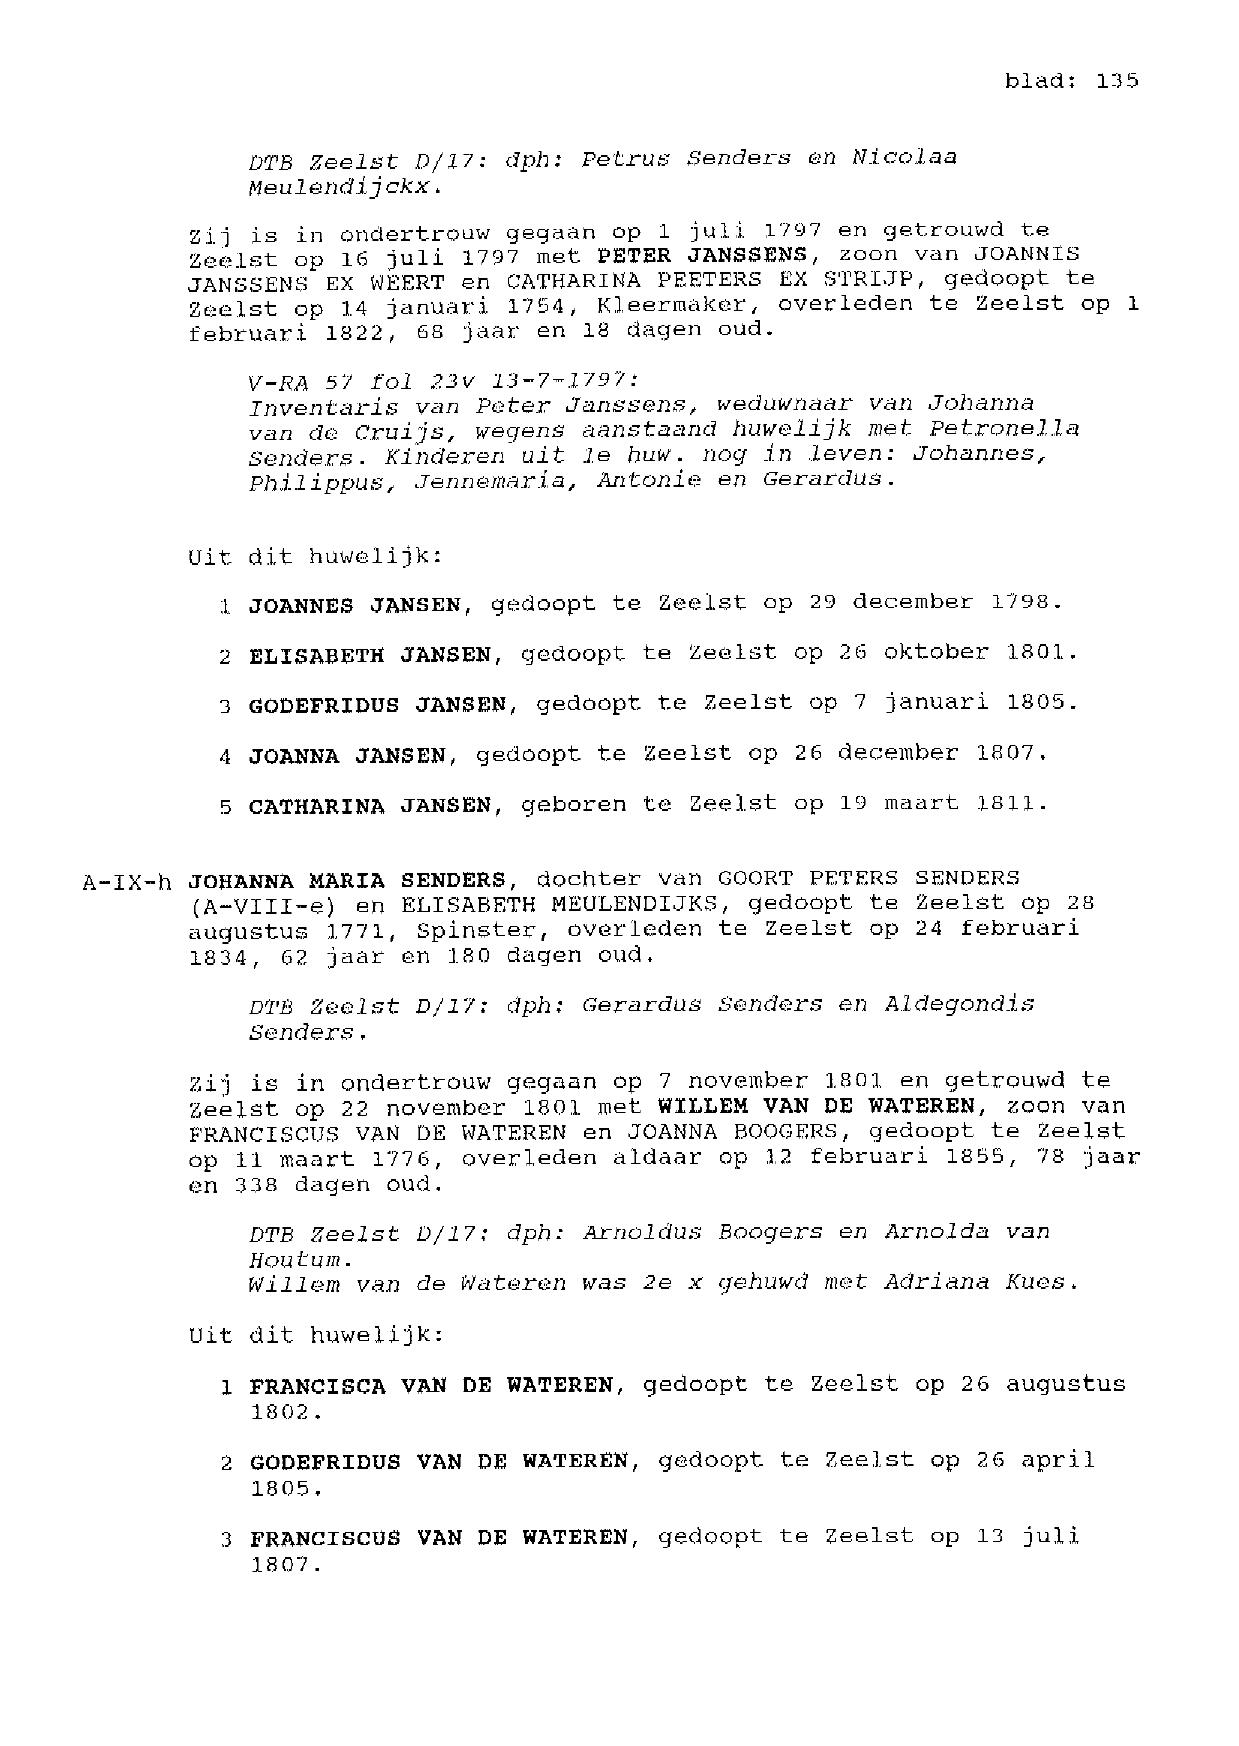 blad: 135
DTB Zeelst D/17: dph: Petrus Senders en Nicolaa
Meulendijckx.
Zij is in ondertrouw gegaan op 1 juli 1797 en getrouwd te
Zeelst op 16 juli 1797 met PETER JANSSENS, zoon van JOANNIS
JANSSENS EX WEERT en CATHARINA PEETERS EX STRIJP, gedoopt te
Zeelst op 14 januari 1754, Kleermaker, overleden te Zeelst op 1
februari 1822, 68 jaar en 18 dagen oud.
V-RA 57 fol 23v 13-7-1797:
Inventaris van Peter Janssens, weduwnaar van Johanna
van de Cruijs, wegens aanstaand huwelijk met Petronella
Senders. Kinderen uit 1e huw. nog in leven: Johannes,
Philippus, Jennemaria, Antonie en Gerardus.
Uit dit huwelijk:
1 JOANNES JANSEN, gedoopt te Zeelst op 29 december 1798.
2 ELISABETH JANSEN, gedoopt te Zeelst op 26 oktober 1801.
3 GODEFRIDUS JANSEN, gedoopt te Zeelst op 7 januari 1805.
4 JOANNA JANSEN, gedoopt te Zeelst op 26 december 1807.
5 CATHARINA JANSEN, geboren te Zeelst op 19 maart 1811.
A-IX-h JOHANNA MARIA SENDERS, dochter van GOORT PETERS SENDERS
(A-VIII-e) en ELISABETH MEULENDIJKS, gedoopt te Zeelst op 28
augustus 1771, Spinster, overleden te Zeelst op 24 februari
1834, 62 jaar en 180 dagen oud.
DTB Zeelst D/17: dph: Gerardus Senders en Aldegondis
Senders.
Zij is in ondertrouw gegaan op 7 november 1801 en getrouwd te
Zeelst op 22 november 1801 met WILLEM VAN DE WATEREN, zoon van
FRANCISCUS VAN DE WATEREN en JOANNA BOOGERS, gedoopt te Zeelst
op 11 maart 1776, overleden aldaar op 12 februari 1855, 78 jaar
en 338 dagen oud.
DTB Zeelst D/17: dph: Arnoldus Boogers en Arnolda van
Houtum.
Willem van de Wateren was 2e x gehuwd met Adriana Kues.
Uit dit huwelijk:
1 FRANCISCA VAN DE WATEREN, gedoopt te Zeelst op 26 augustus
1802.
2 GODEFRIDUS VAN DE WATEREN, gedoopt te Zeelst op 26 april
1805.
3 FRANCISCUS VAN DE WATEREN, gedoopt te Zeelst op 13 juli
1807.